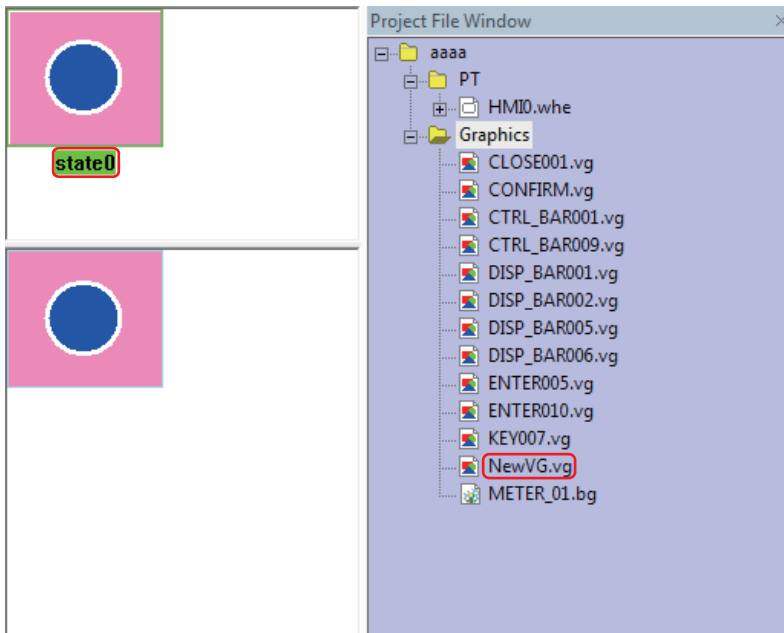 state0
Project File Window
aaaa
PT
HMI0.whe
Graphics
CLOSE001.vg
CONFIRM.vg
CTRL_BAR001.vg
CTRL_BAR009.vg
DISP_BAR001.vg
DISP_BAR002.vg
DISP_BAR005.vg
DISP_BAR006.vg
ENTER005.vg
ENTER010.vg
KEY007.vg
NewVG.vg
METER_01.bg